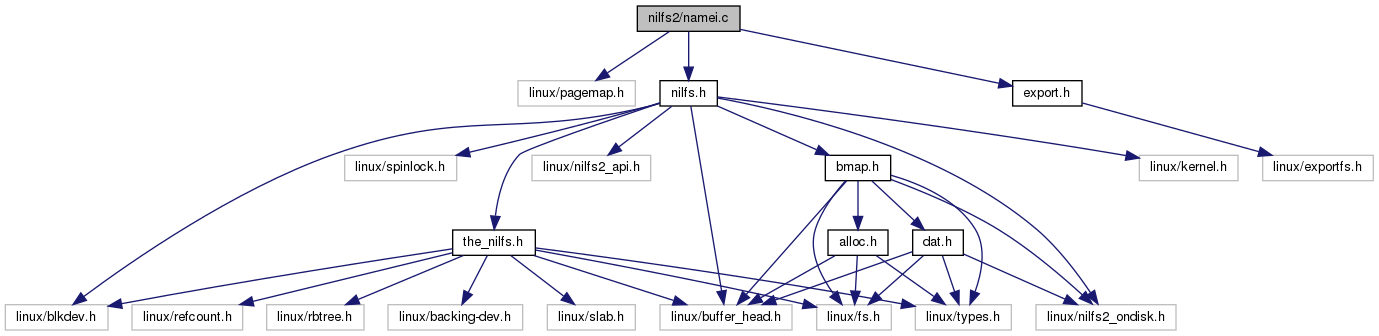 nilfs2/namei.c
linux/pagemap.h
nilfs.h
export.h
linux/spinlock.h
linux/nilfs2_api.h
bmap.h
linux/kernel.h
linux/exportfs.h
the_nilfs.h
alloc.h
dat.h
linux/blkdev.h
linux/refcount.h
linux/rbtree.h
linux/backing-dev.h
linux/slab.h
linux/buffer_head.h
linux/fs.h
linux/types.h
linux/nilfs2_ondisk.h